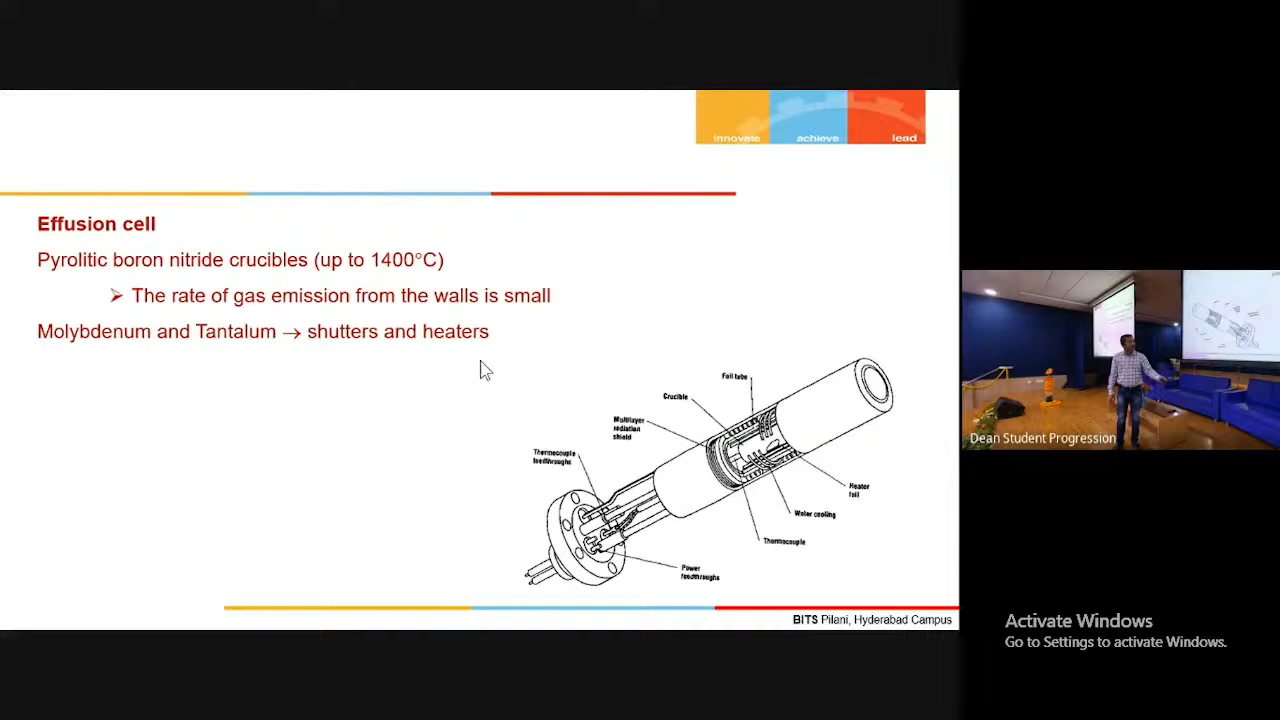 innovate achieve lead
Effusion cell
Pyrolitic boron nitride crucibles (up to 1400°C)
➢ The rate of gas emission from the walls is small
Molybdenum and Tantalum → shutters and heaters
Foil tube
Crucible
Multilayer
radiation
shield
Thermocouple
feedthroughs
Heater
foil
Water cooling
Thermocouple
Power
feedthroughs
BITS Pilani, Hyderabad Campus
Dean Student Progression
Activate Windows
Go to Settings to activate Windows.